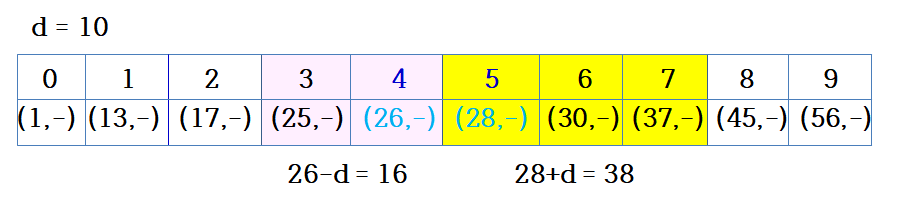 d = 10
0 1 2 3 4 5 6 7 8 9
(1,-) (13,-) (17,-) (25,-) (26,-) (28,-) (30,-) (37,-) (45,-) (56,-)
26-d = 16 28+d = 38